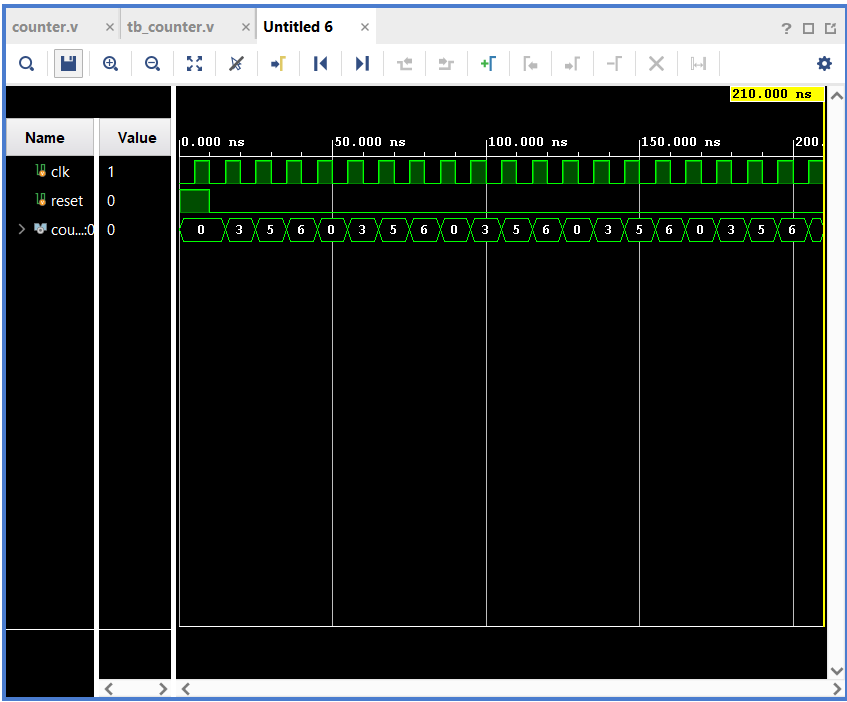 counter.v × tb_counter.v × Untitled 6 × ?
210.000 ns
Name Value 0.000 ns 50.000 ns 100.000 ns 150.000 ns 200.
clk 1
reset 0
cou...:0 0 0 3 5 6 0 3 5 6 0 3 5 6 0 3 5 6 0 3 5 6